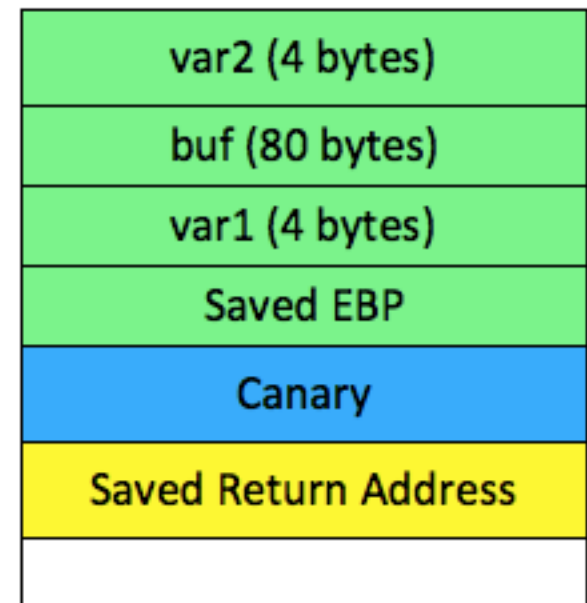 var2 (4 bytes)
buf (80 bytes)
var1 (4 bytes)
Saved EBP
Canary
Saved Return Address